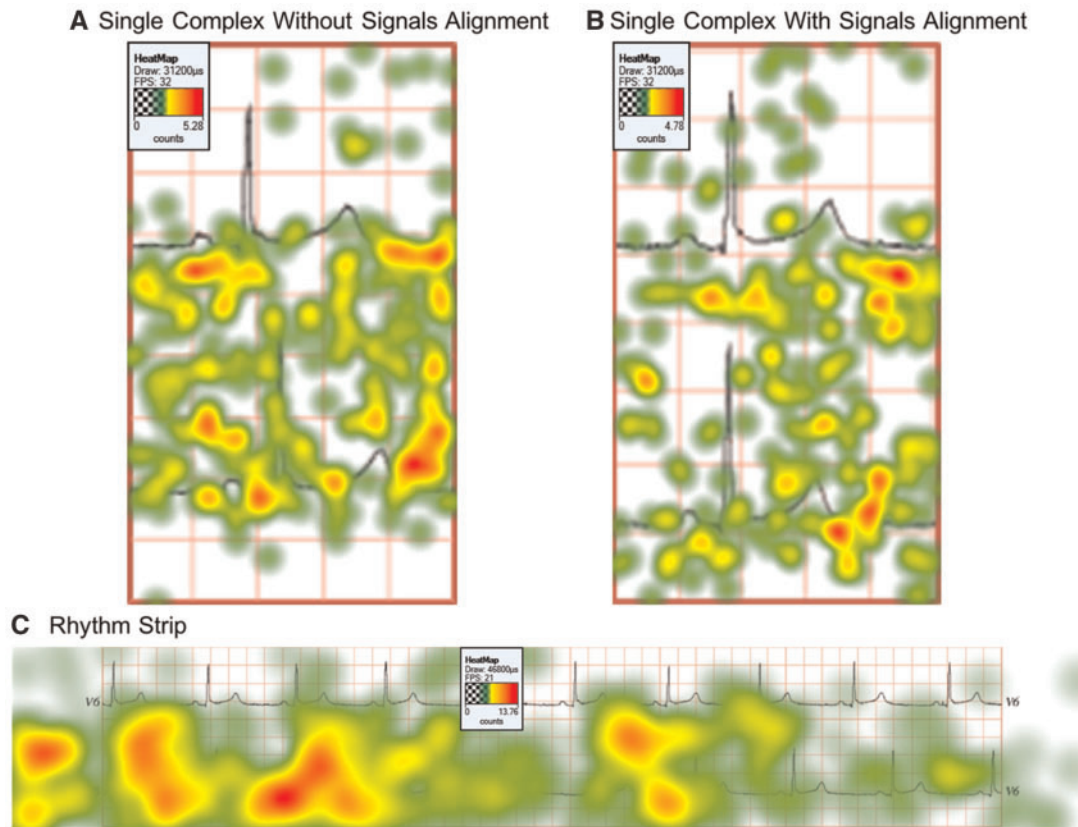 A Single Complex Without Signals Alignment
B Single Complex With Signals Alignment
HeatMap
Draw: 31200µs
FPS: 32
0 5.28
counts
HeatMap
Draw: 31200µs
FPS: 32
0 4.78
counts
C Rhythm Strip
HeatMap
Draw: 46800µs
FPS: 21
0 13.76
counts
V6 V6
V6